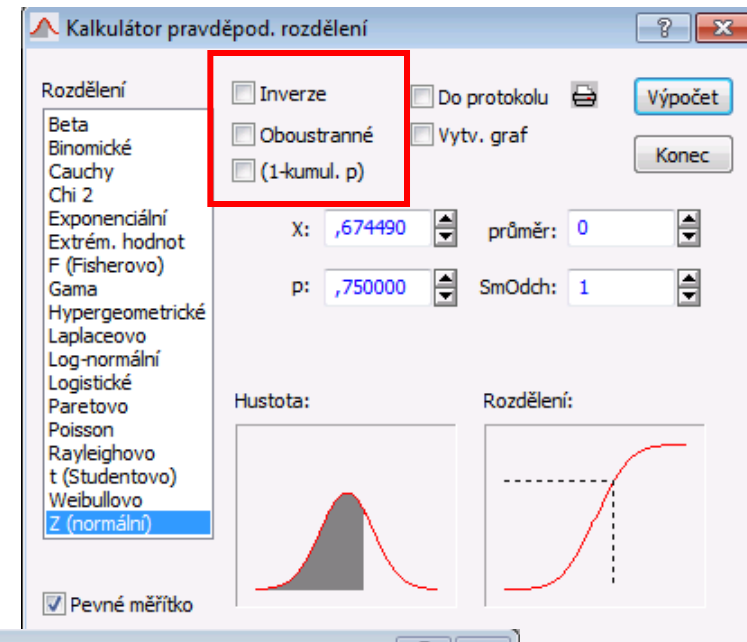 Kalkulátor pravděpod. rozdělení
Rozdělení
Beta
Binomické
Cauchy
Chi 2
Exponenciální
Extrém. hodnot
F (Fisherovo)
Gama
Hypergeometrické
Laplaceovo
Log-normální
Logistické
Paretovo
Poisson
Rayleighovo
t (Studentovo)
Weibullovo
Z (normální)
Pevné měřítko
Inverze
Oboustranné
(1-kumul. p)
Do protokolu
Vytv. graf
Výpočet
Konec
X: ,674490 průměr: 0
p: ,750000 SmOdch: 1
Hustota: Rozdělení: